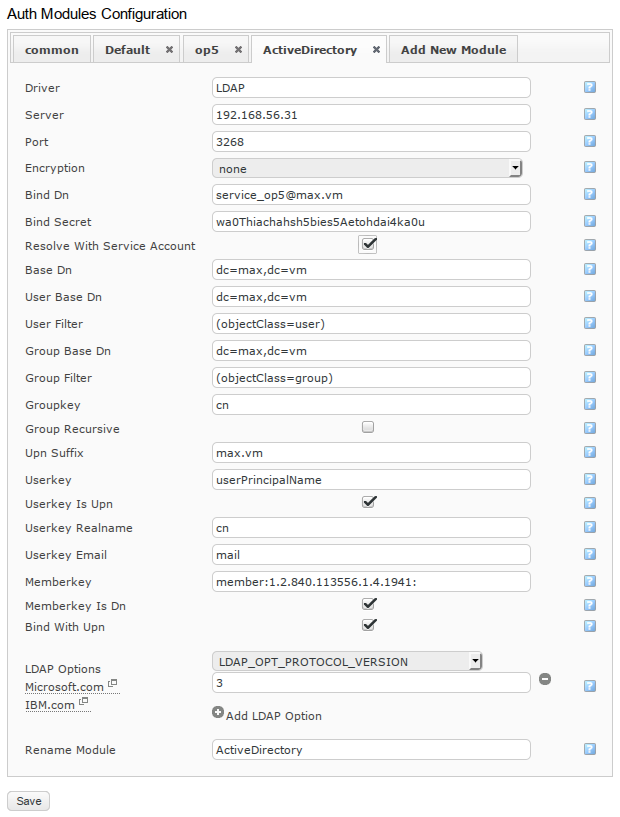 Auth Modules Configuration
common Default × op5 × ActiveDirectory × Add New Module
Driver LDAP ?
Server 192.168.56.31 ?
Port 3268 ?
Encryption none ?
Bind Dn service_op5@max.vm ?
Bind Secret wa0Thiachahsh5bies5Aetohdai4ka0u ?
Resolve With Service Account ?
Base Dn dc=max,dc=vm ?
User Base Dn dc=max,dc=vm ?
User Filter (objectClass=user) ?
Group Base Dn dc=max,dc=vm ?
Group Filter (objectClass=group) ?
Groupkey cn ?
Group Recursive ?
Upn Suffix max.vm ?
Userkey userPrincipalName ?
Userkey Is Upn ?
Userkey Realname cn ?
Userkey Email mail ?
Memberkey member:1.2.840.113556.1.4.1941: ?
Memberkey Is Dn ?
Bind With Upn ?
LDAP_OPT_PROTOCOL_VERSION
LDAP Options
Microsoft.com 3 ?
IBM.com
Add LDAP Option
Rename Module ActiveDirectory ?
Save